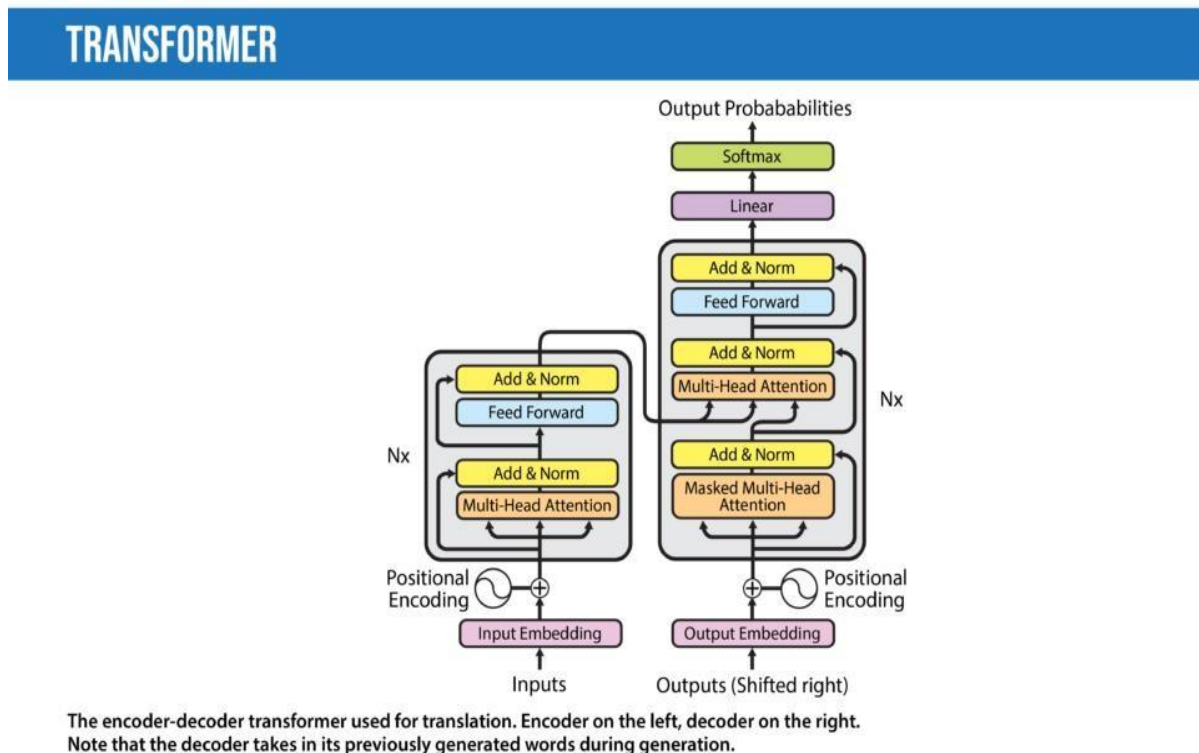 TRANSFORMER
Output Probababilities
Softmax
Linear
Add & Norm
Feed Forward
Add & Norm
Multi-Head Attention
Nx
Add & Norm
Masked Multi-Head
Attention
Positional
Encoding
Output Embedding
Outputs (Shifted right)
Add & Norm
Feed Forward
Nx
Add & Norm
Multi-Head Attention
Positional
Encoding
Input Embedding
Inputs
The encoder-decoder transformer used for translation. Encoder on the left, decoder on the right.
Note that the decoder takes in its previously generated words during generation.